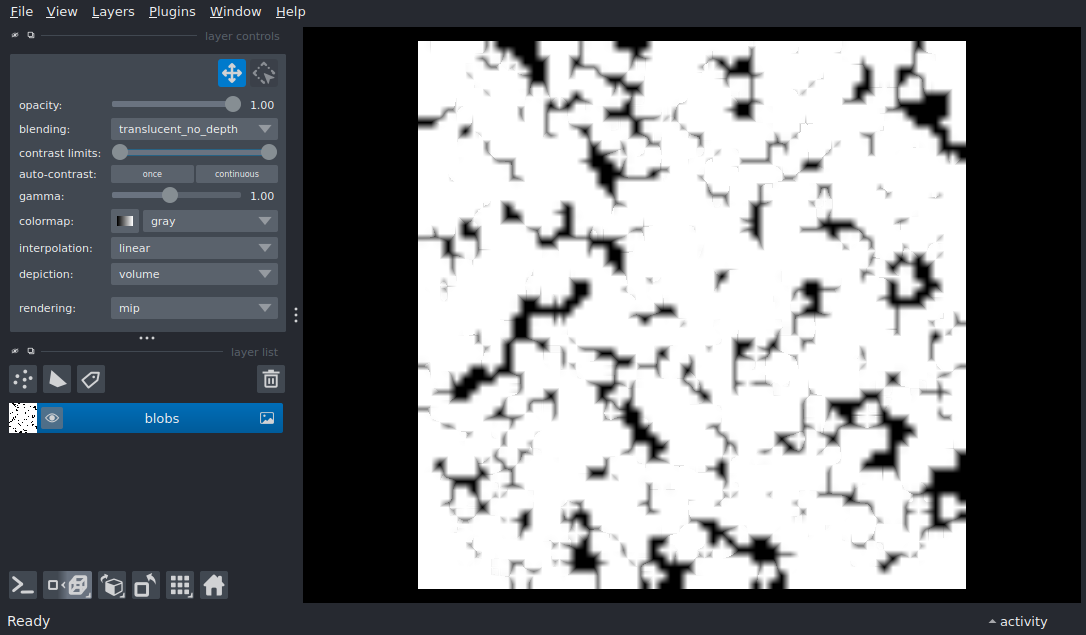 File View Layers Plugins Window Help
layer controls
opacity: 1.00
blending: translucent_no_depth
contrast limits:
auto-contrast: once continuous
gamma: 1.00
colormap: gray
interpolation: linear
depiction: volume
rendering: mip
layer list
blobs
Ready activity